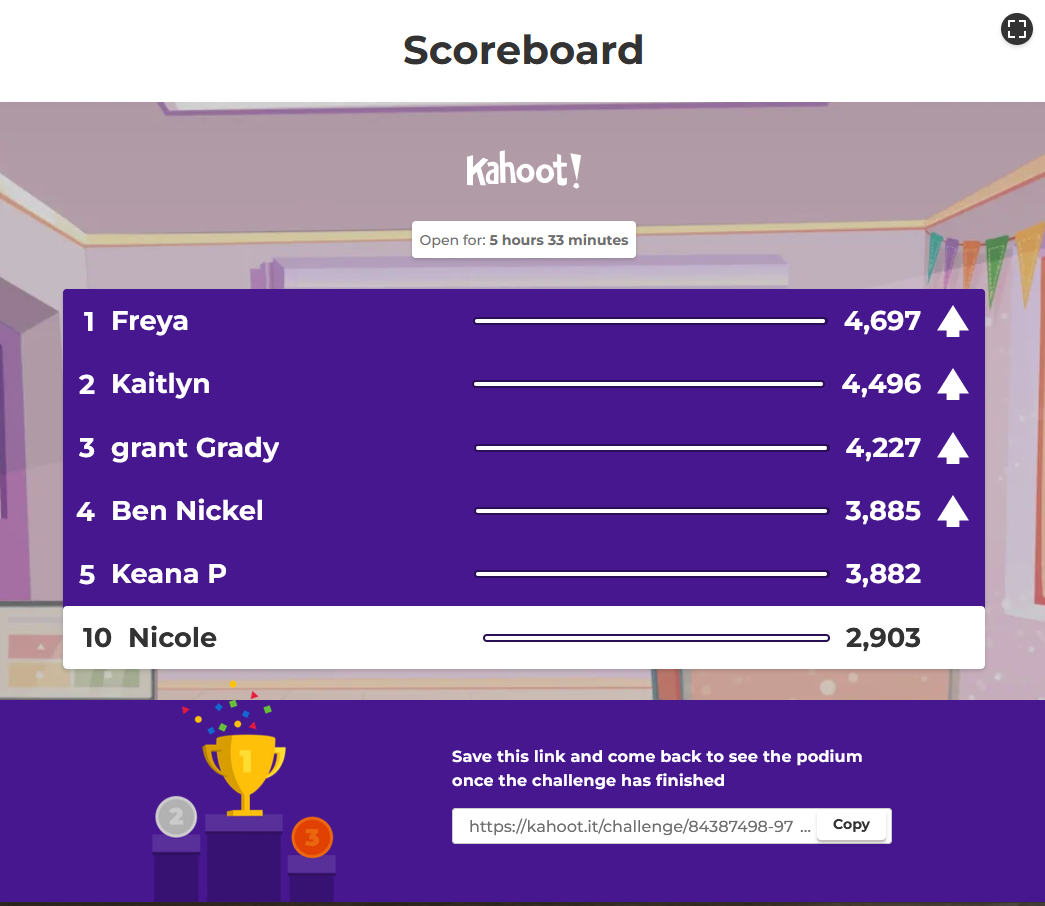 Scoreboard
Kahoot!
Open for: 5 hours 33 minutes
1 Freya 4,697
2 Kaitlyn 4,496
3 grant Grady 4,227
4 Ben Nickel 3,885
5 Keana P 3,882
10 Nicole 2,903
1
2
3
Save this link and come back to see the podium
once the challenge has finished
https://kahoot.it/challenge/84387498-97 ... Copy